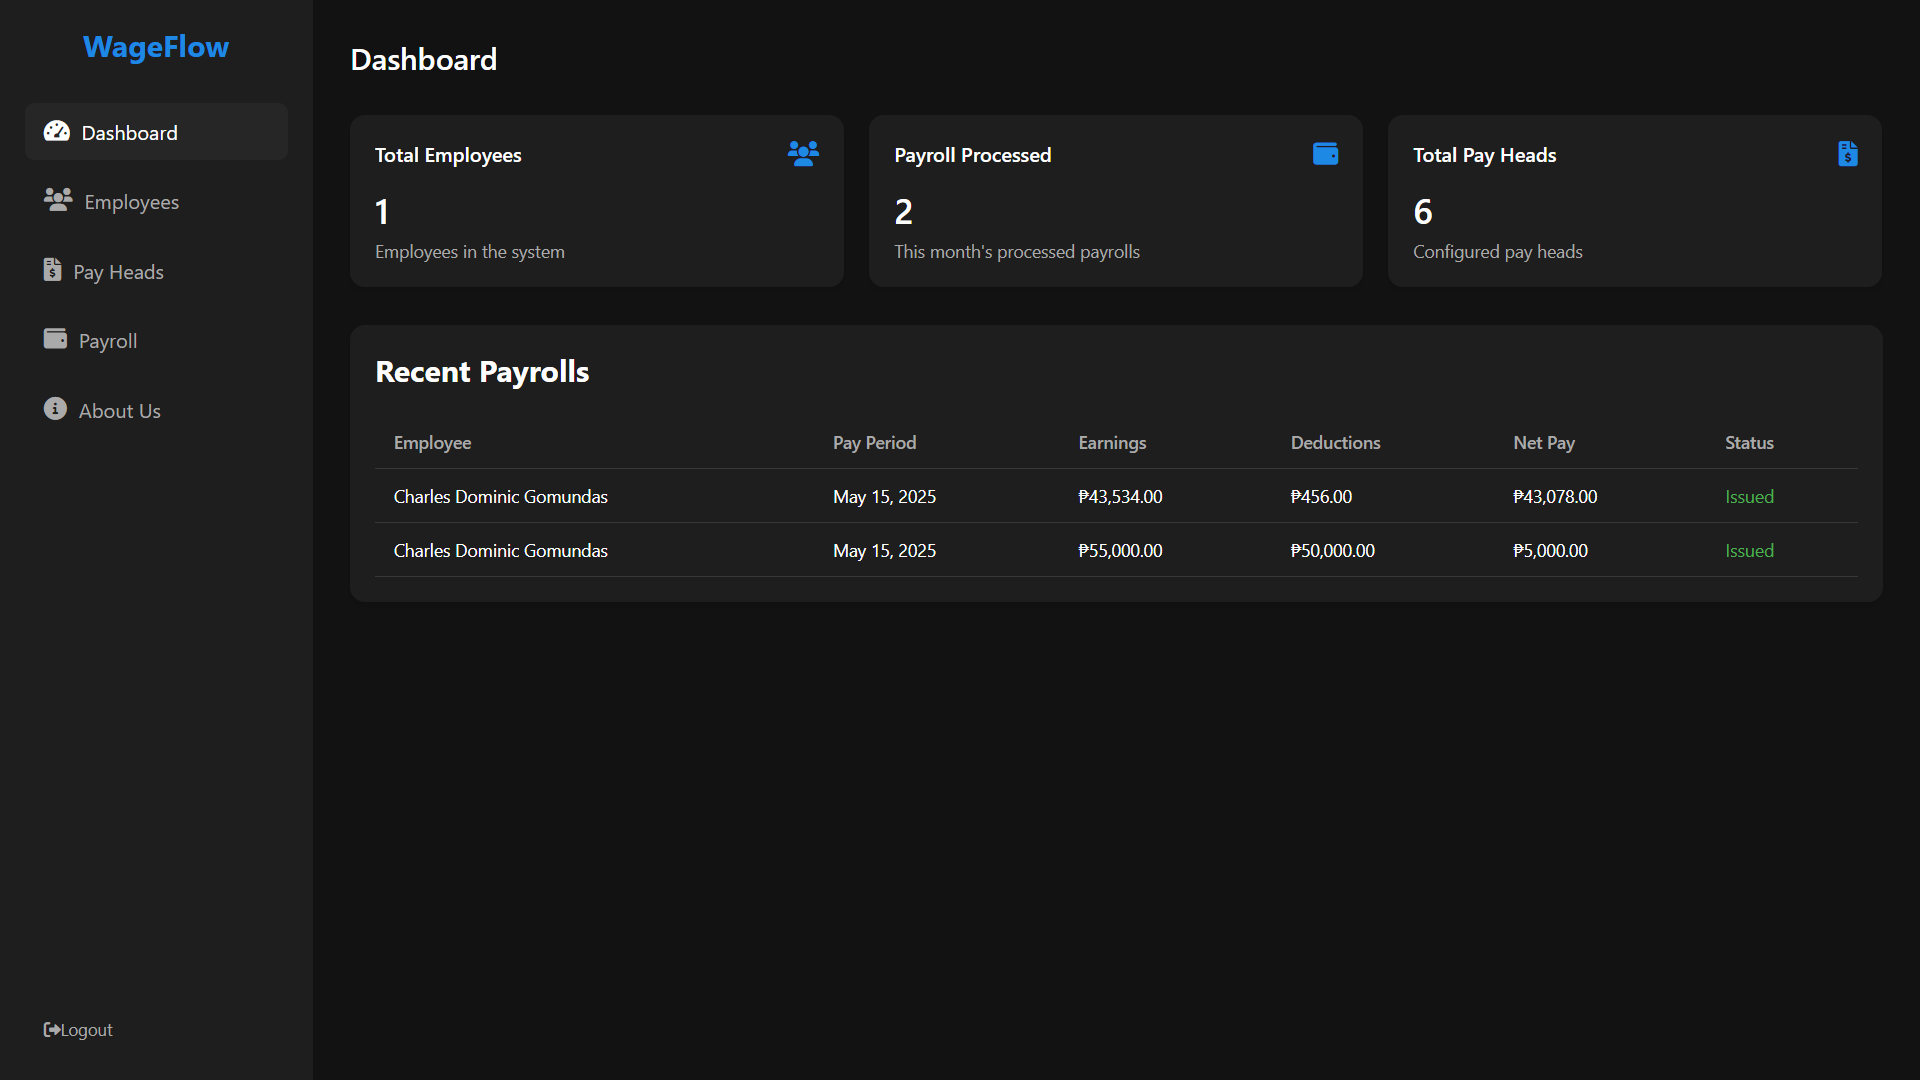 WageFlow
Dashboard
Employees
Pay Heads
Payroll
About Us
Logout
Dashboard
Total Employees
1
Employees in the system
Payroll Processed
2
This month's processed payrolls
Total Pay Heads
6
Configured pay heads
Recent Payrolls
Employee Pay Period Earnings Deductions Net Pay Status
Charles Dominic Gomundas May 15, 2025 ₱43,534.00 ₱456.00 ₱43,078.00 Issued
Charles Dominic Gomundas May 15, 2025 ₱55,000.00 ₱50,000.00 ₱5,000.00 Issued